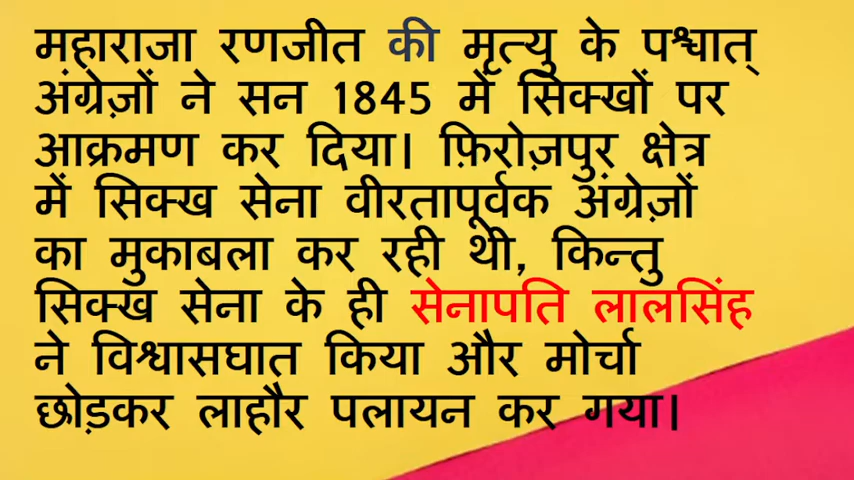 महाराजा रणजीत की मृत्यु के पश्चात्
अंग्रेज़ों ने सन 1845 में सिक्खों पर
आक्रमण कर दिया। फ़िरोज़पुर क्षेत्र
में सिक्ख सेना वीरतापूर्वक अंग्रेज़ों
का मुकाबला कर रही थी, किन्तु
सिक्ख सेना के ही सेनापति लालसिंह
ने विश्वासघात किया और मोर्चा
छोड़कर लाहौर पलायन कर गया।